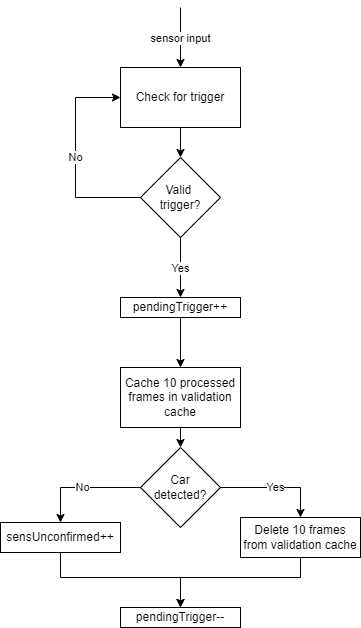 sensor input
Check for trigger
No
Valid
trigger?
Yes
pendingTrigger++
Cache 10 processed
frames in validation
cache
Car
detected?
No
Yes
sensUnconfirmed++
Delete 10 frames
from validation cache
pendingTrigger--